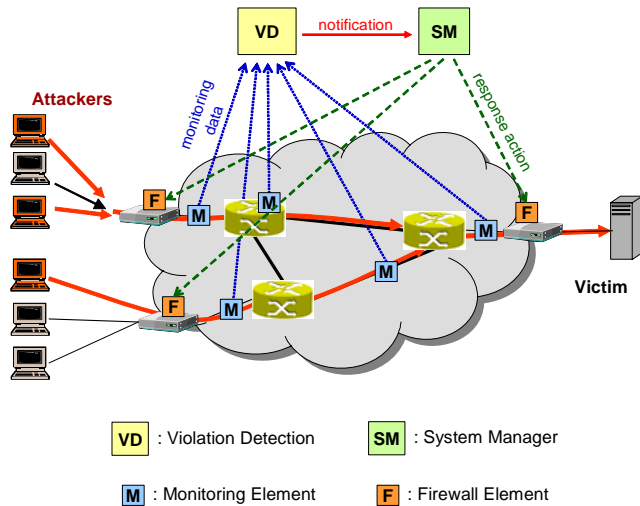 VD
notification
SM
Attackers
monitoring
data
response action
F
M
M
F
M
M
F
M
Victim
VD : Violation Detection
SM : System Manager
M : Monitoring Element
F : Firewall Element